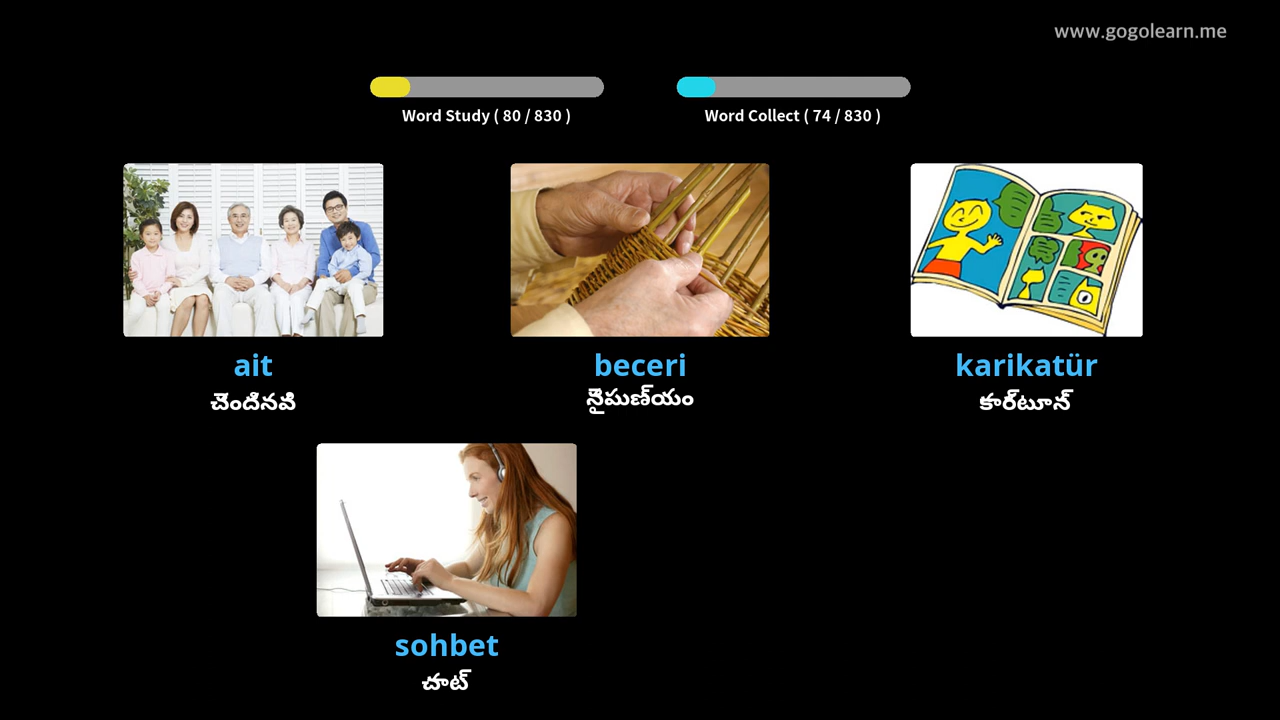 www.gogolearn.me
Word Study ( 80 / 830 )
Word Collect ( 74 / 830 )
ait
చెందినవి
beceri
నైపుణ్యం
karikatür
కార్టూన్
sohbet
చాట్